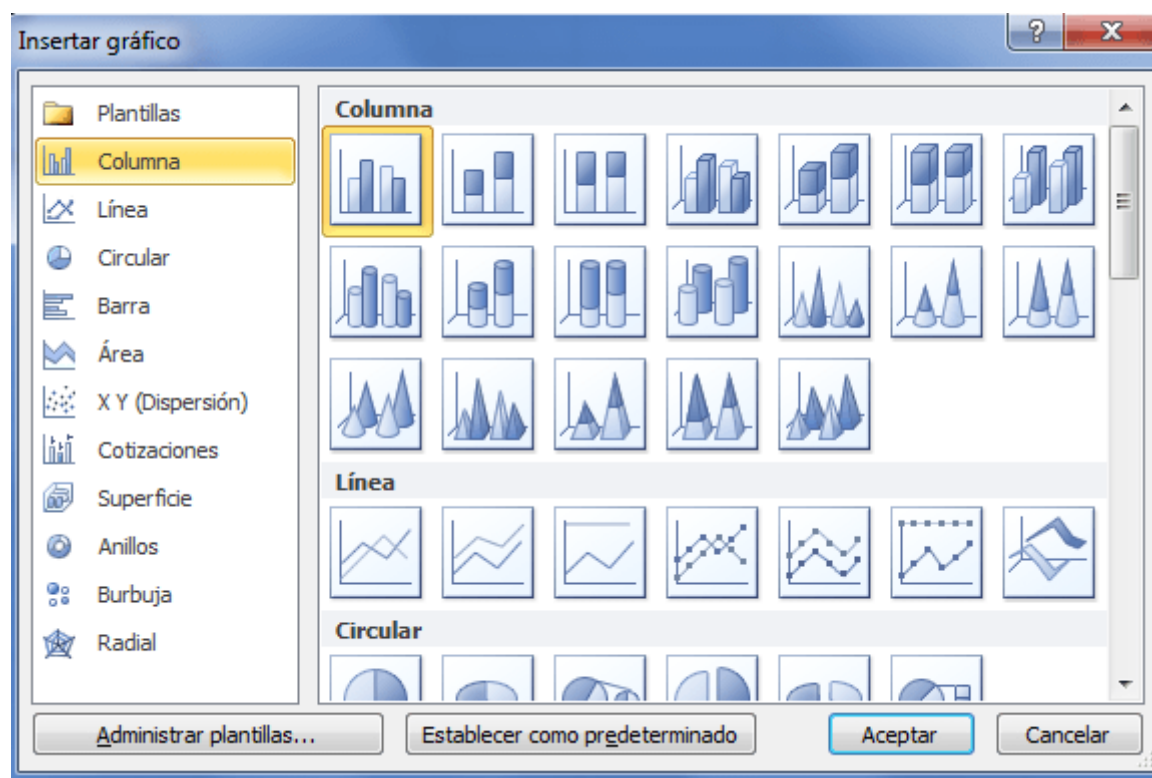 Insertar gráfico
Plantillas
Columna
Línea
Circular
Barra
Área
X Y (Dispersión)
Cotizaciones
Superficie
Anillos
Burbuja
Radial
Columna
Línea
Circular
Administrar plantillas...
Establecer como predeterminado
Aceptar
Cancelar